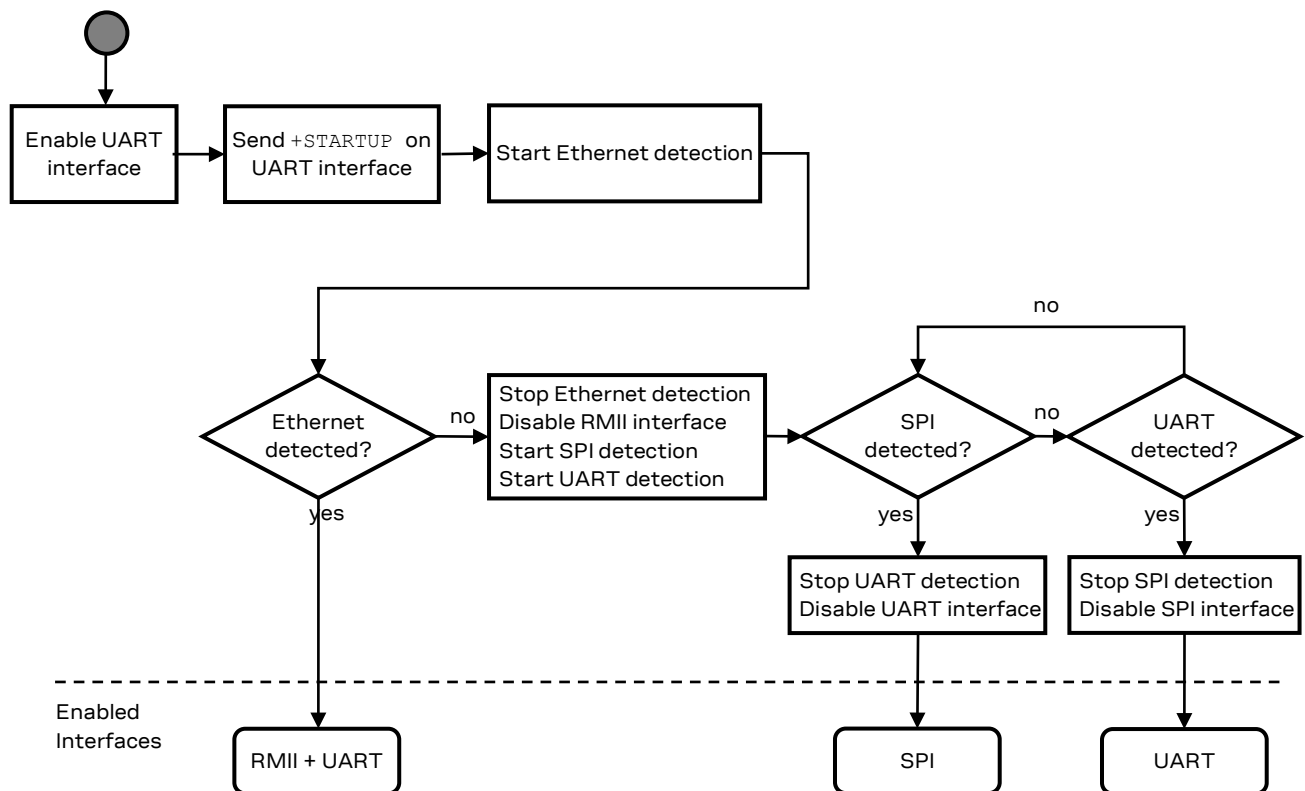 Enable UART
interface
Send +STARTUP on
UART interface
Start Ethernet detection
no
Ethernet
detected?
no
Stop Ethernet detection
Disable RMII interface
Start SPI detection
Start UART detection
SPI
detected?
no
UART
detected?
yes
yes
yes
Stop UART detection
Disable UART interface
Stop SPI detection
Disable SPI interface
Enabled
Interfaces
RMII + UART
SPI
UART